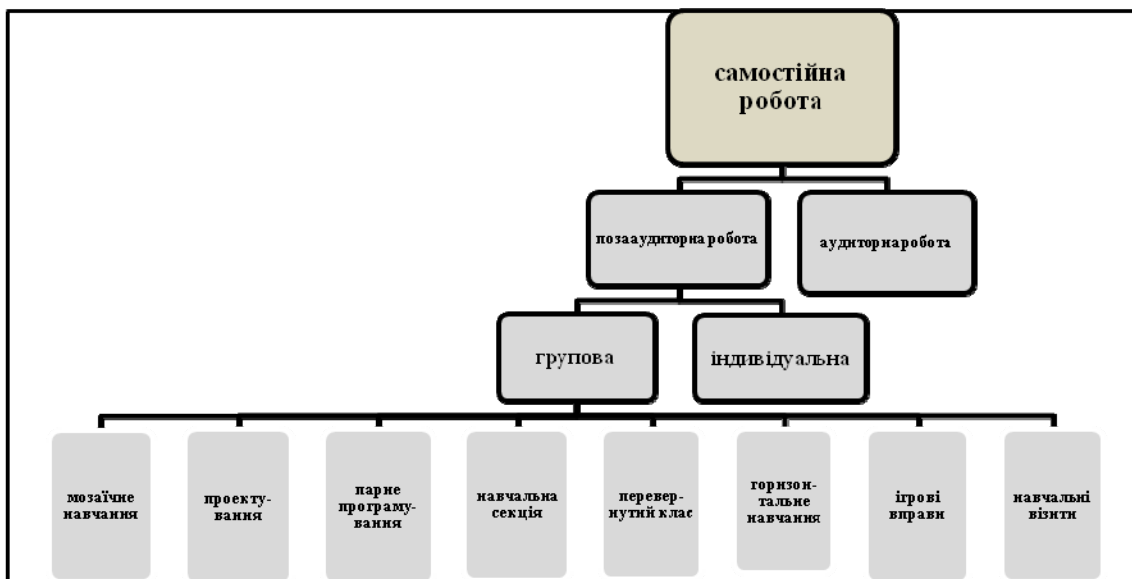 самостійна
робота
позааудиторна робота
аудиторна робота
групова
індивідуальна
мозаїчне
навчання
проекту-
вання
парне
програму-
вання
навчальна
секція
перевер-
нутий клас
горизон-
тальне
навчання
ігрові
вправи
навчальні
візити